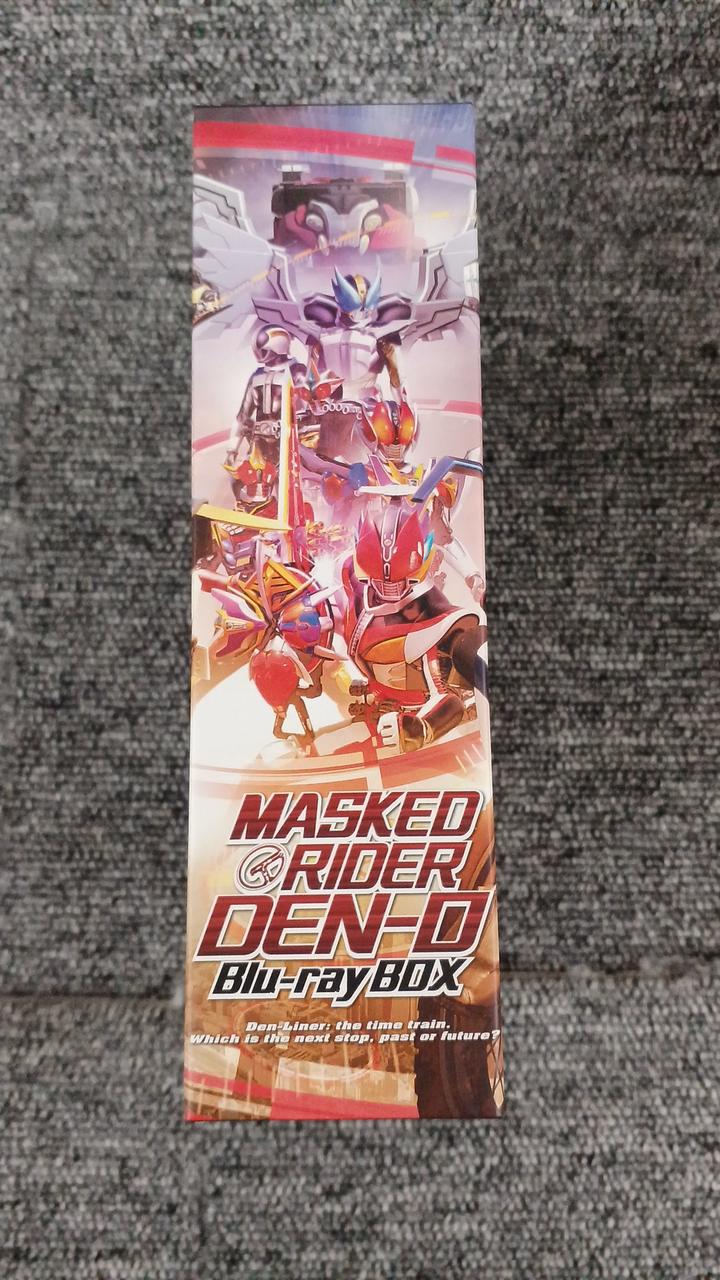 MASKED
RIDER
DEN-O
Blu-ray BOX
Den-Liner: the time train.
Which is the next stop, past or future?